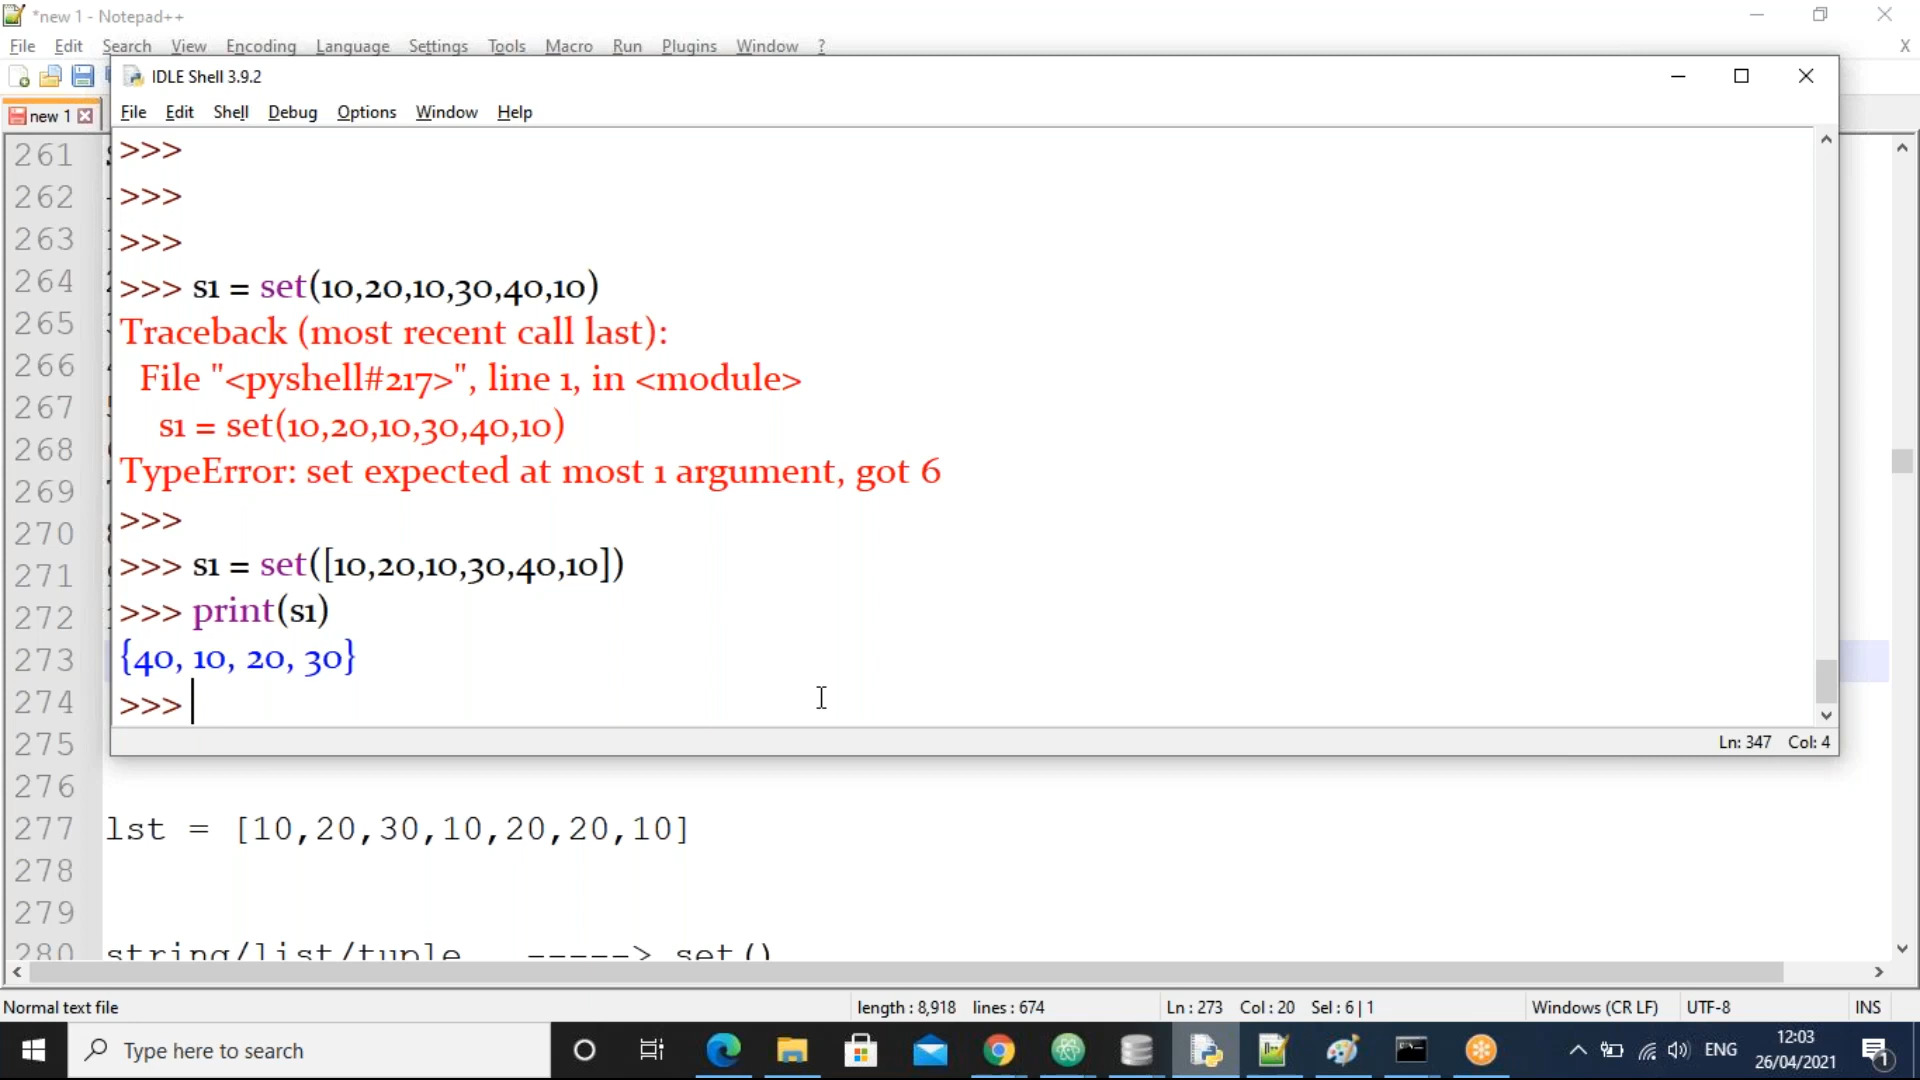 *new 1 - Notepad++
File Edit Search View Encoding Language Settings Tools Macro Run Plugins Window ?
X
IDLE Shell 3.9.2
File Edit Shell Debug Options Window Help
new 1
261
262
263
264
265
266
267
268
269
270
271
272
273
274
275
276
277 lst = [10,20,30,10,20,20,10]
278
279
280 string/list/tuple -----> set()
>>>
>>>
>>>
>>> s1 = set(10,20,10,30,40,10)
Traceback (most recent call last):
File "<pyshell#217>", line 1, in <module>
s1 = set(10,20,10,30,40,10)
TypeError: set expected at most 1 argument, got 6
>>>
>>> s1 = set([10,20,10,30,40,10])
>>> print(s1)
{40, 10, 20, 30}
>>>
Ln: 347 Col: 4
Normal text file length : 8,918 lines : 674 Ln : 273 Col : 20 Sel : 6 | 1 Windows (CR LF) UTF-8 INS
Type here to search
ENG
12:03
26/04/2021
1